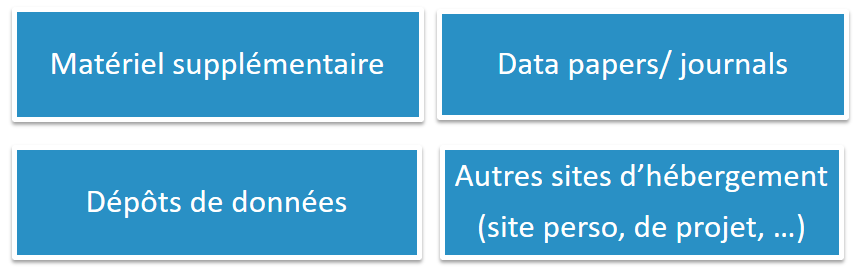 Matériel supplémentaire
Data papers/ journals
Dépôts de données
Autres sites d’hébergement
(site perso, de projet, …)